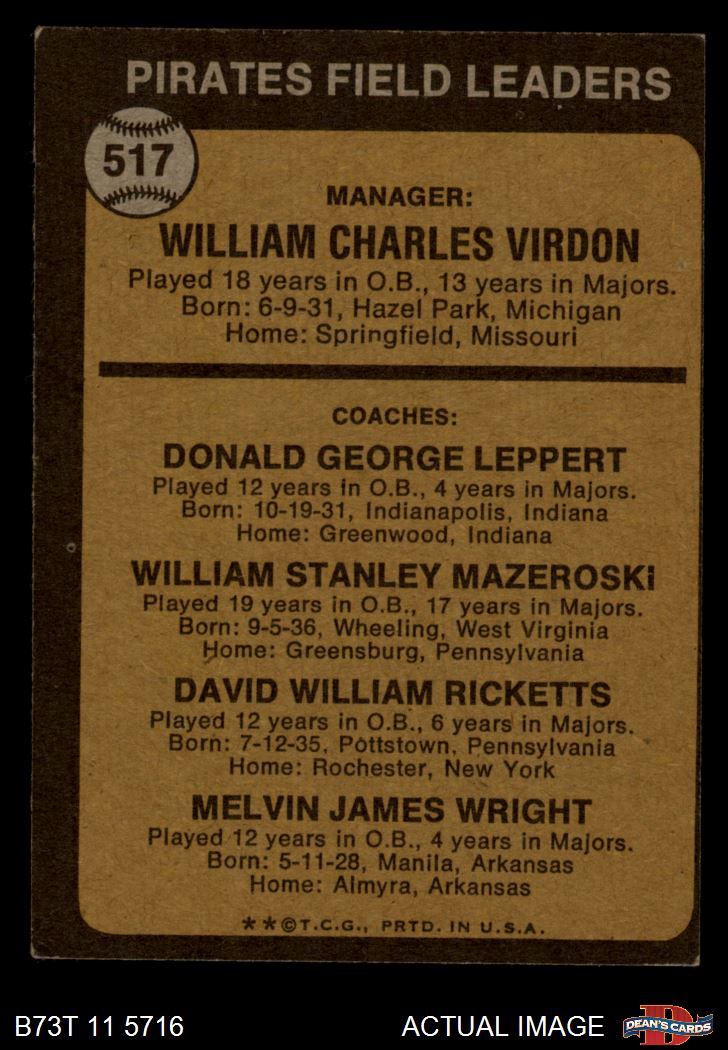 PIRATES FIELD LEADERS
517
MANAGER:
WILLIAM CHARLES VIRDON
Played 18 years in O.B., 13 years in Majors.
Born: 6-9-31, Hazel Park, Michigan
Home: Springfield, Missouri
COACHES:
DONALD GEORGE LEPPERT
Played 12 years in O.B., 4 years in Majors.
Born: 10-19-31, Indianapolis, Indiana
Home: Greenwood, Indiana
WILLIAM STANLEY MAZEROSKI
Played 19 years in O.B., 17 years in Majors.
Born: 9-5-36, Wheeling, West Virginia
Home: Greensburg, Pennsylvania
DAVID WILLIAM RICKETTS
Played 12 years in O.B., 6 years in Majors.
Born: 7-12-35, Pottstown, Pennsylvania
Home: Rochester, New York
MELVIN JAMES WRIGHT
Played 12 years in O.B., 4 years in Majors.
Born: 5-11-28, Manila, Arkansas
Home: Almyra, Arkansas
**©T.C.G., PRTD. IN U.S.A.
B73T 11 5716
ACTUAL IMAGE
D
DEAN'S CARDS